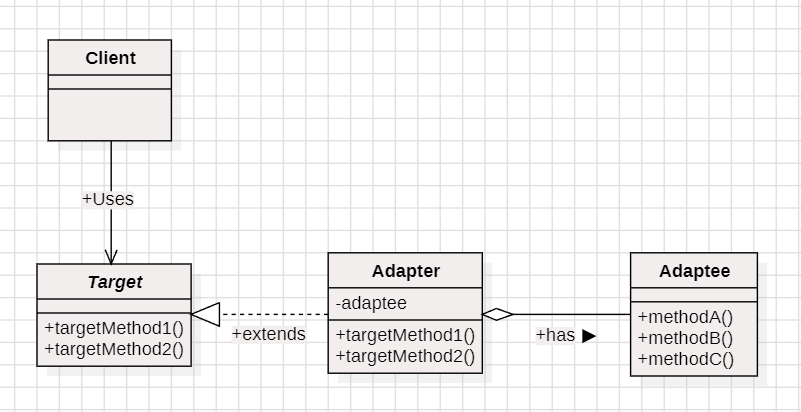 Client
+Uses
Target
+targetMethod1()
+targetMethod2()
+extends
Adapter
-adaptee
+targetMethod1()
+targetMethod2()
+has ▶
Adaptee
+methodA()
+methodB()
+methodC()